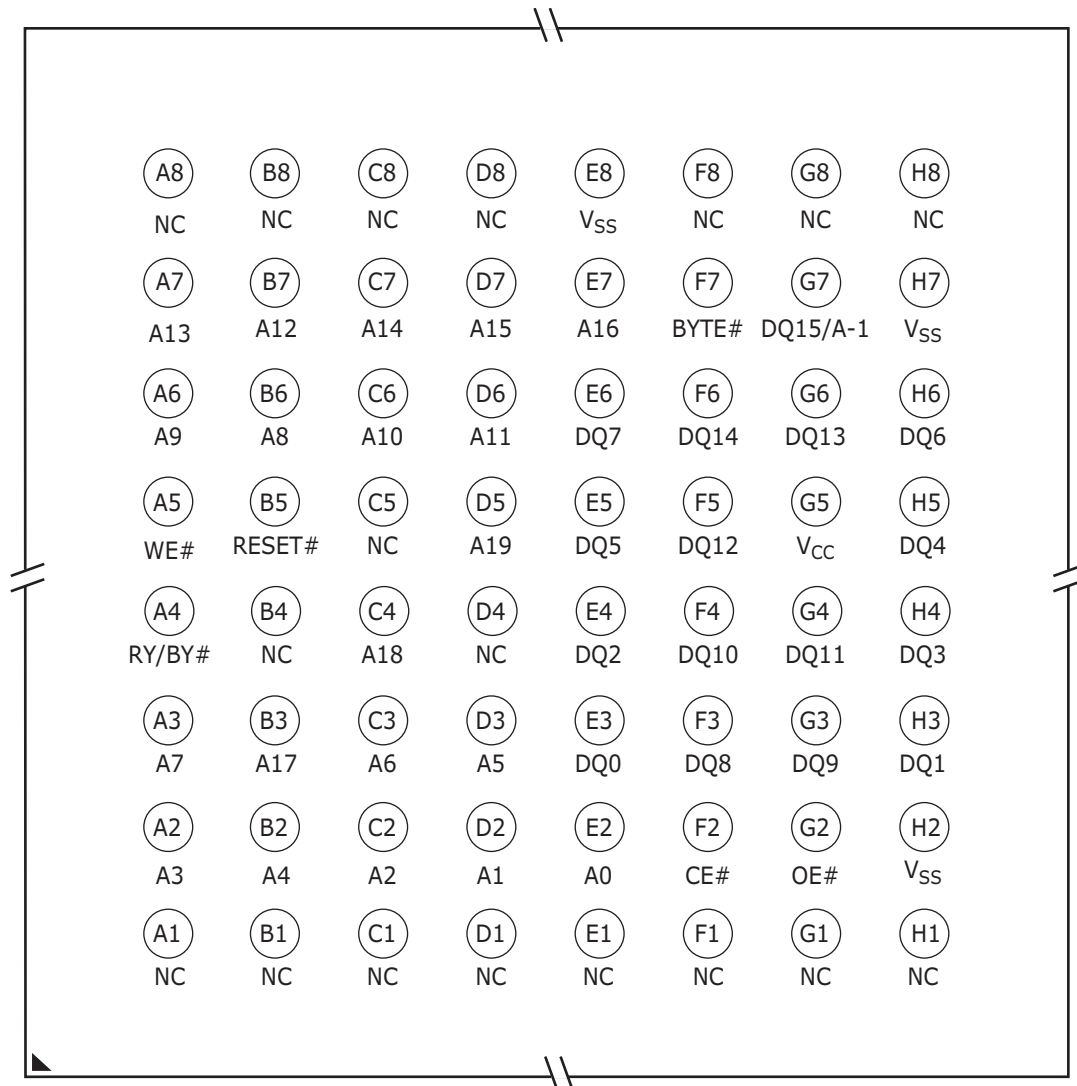 A8 B8 C8 D8 E8 F8 G8 H8
NC NC NC NC VSS NC NC NC
A7 B7 C7 D7 E7 F7 G7 H7
A13 A12 A14 A15 A16 BYTE# DQ15/A-1 VSS
A6 B6 C6 D6 E6 F6 G6 H6
A9 A8 A10 A11 DQ7 DQ14 DQ13 DQ6
A5 B5 C5 D5 E5 F5 G5 H5
WE# RESET# NC A19 DQ5 DQ12 VCC DQ4
A4 B4 C4 D4 E4 F4 G4 H4
RY/BY# NC A18 NC DQ2 DQ10 DQ11 DQ3
A3 B3 C3 D3 E3 F3 G3 H3
A7 A17 A6 A5 DQ0 DQ8 DQ9 DQ1
A2 B2 C2 D2 E2 F2 G2 H2
A3 A4 A2 A1 A0 CE# OE# VSS
A1 B1 C1 D1 E1 F1 G1 H1
NC NC NC NC NC NC NC NC